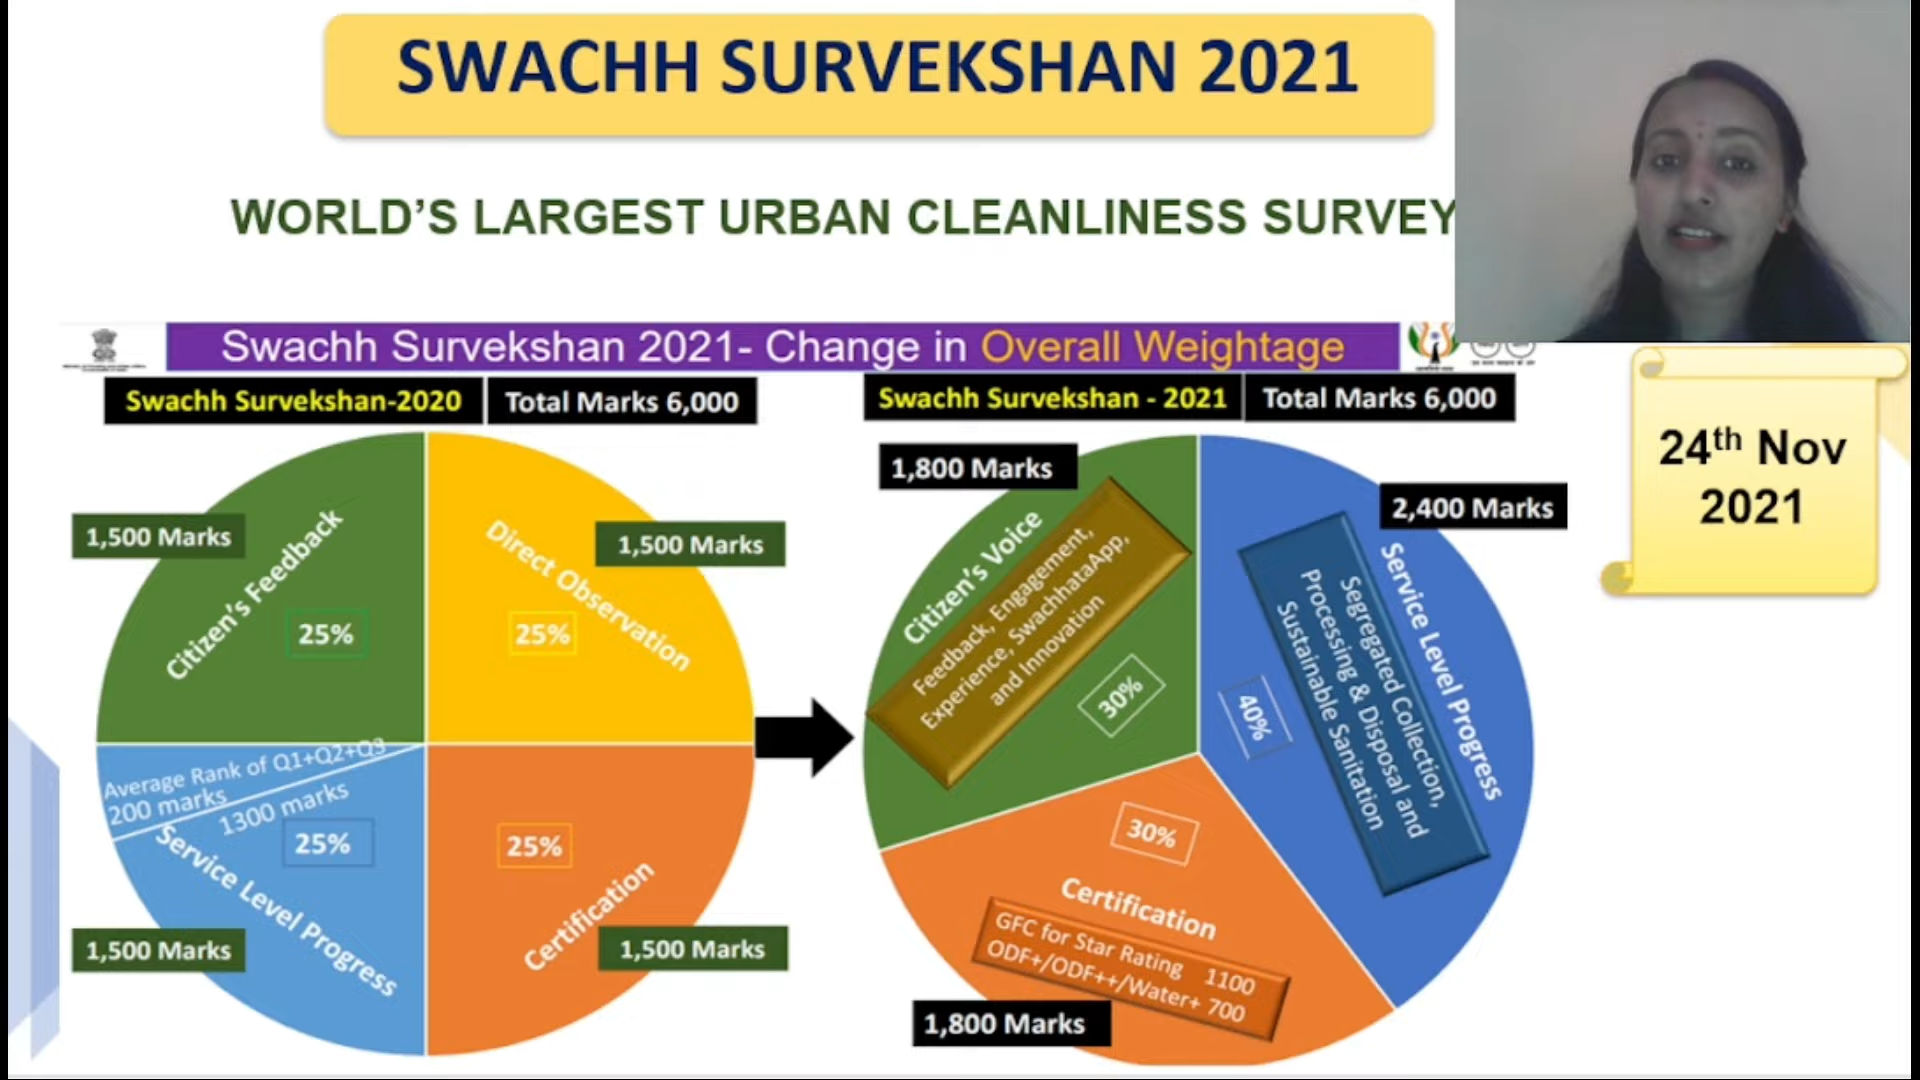 SWACHH SURVEKSHAN 2021
WORLD'S LARGEST URBAN CLEANLINESS SURVEY
Swachh Survekshan 2021- Change in Overall Weightage
Swachh Survekshan-2020
Total Marks 6,000
1,500 Marks
Citizen's Feedback
25%
Direct Observation
1,500 Marks
25%
Average Rank of Q1+Q2+Q3
200 marks
1300 marks
25%
Service Level Progress
1,500 Marks
25%
Certification
1,500 Marks
Swachh Survekshan - 2021
Total Marks 6,000
1,800 Marks
Citizen's Voice
Feedback, Engagement,
Experience, SwachhataApp,
and Innovation
30%
2,400 Marks
Service Level Progress
Segregated Collection,
Processing & Disposal and
Sustainable Sanitation
40%
30%
Certification
GFC for Star Rating 1100
ODF+/ODF++/Water+ 700
1,800 Marks
24th Nov
2021